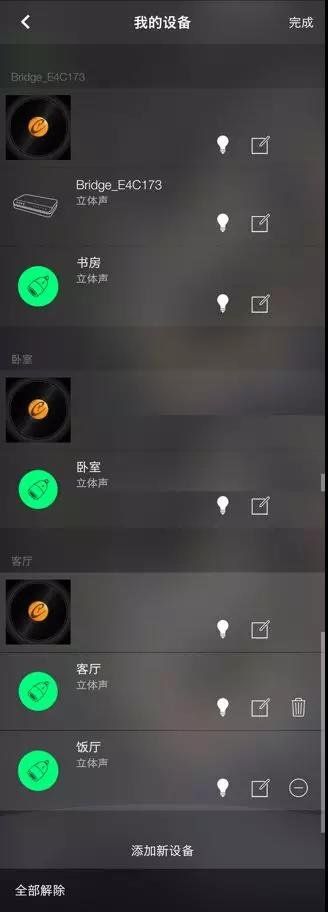 我的设备
完成
Bridge_E4C173
Bridge_E4C173
立体声
书房
立体声
卧室
卧室
立体声
客厅
客厅
立体声
饭厅
立体声
添加新设备
全部解除